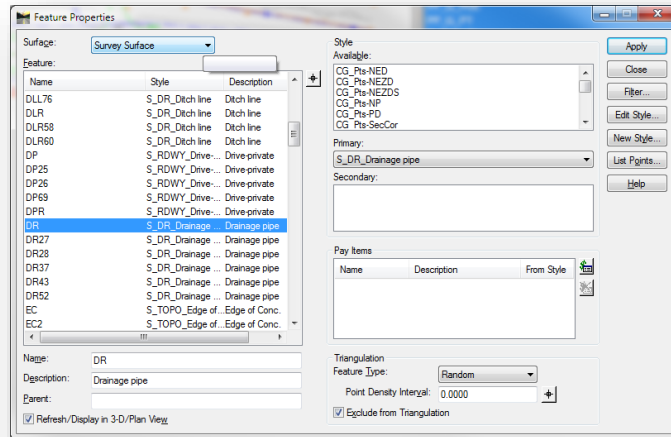 Feature Properties
Surface: Survey Surface
Feature:
Name Style Description
DLL76 S_DR_Ditch line Ditch line
DLR S_DR_Ditch line Ditch line
DLR58 S_DR_Ditch line Ditch line
DLR60 S_DR_Ditch line Ditch line
DP S_RDWY_Drive-... Drive-private
DP25 S_RDWY_Drive-... Drive-private
DP26 S_RDWY_Drive-... Drive-private
DP69 S_RDWY_Drive-... Drive-private
DPR S_RDWY_Drive-... Drive-private
DR S_DR_Drainage ... Drainage pipe
DR27 S_DR_Drainage ... Drainage pipe
DR28 S_DR_Drainage ... Drainage pipe
DR37 S_DR_Drainage ... Drainage pipe
DR43 S_DR_Drainage ... Drainage pipe
DR52 S_DR_Drainage ... Drainage pipe
EC S_TOPO_Edge of... Edge of Conc.
EC2 S_TOPO_Edge of... Edge of Conc.
Name: DR
Description: Drainage pipe
Parent:
Refresh/Display in 3-D/Plan View
Style
Available:
CG_Pts-NED
CG_Pts-NEZD
CG_Pts-NEZDS
CG_Pts-NP
CG_Pts-PD
CG_Pts-SecCor
Primary:
S_DR_Drainage pipe
Secondary:
Pay Items
Name Description From Style
Triangulation
Feature Type: Random
Point Density Interval: 0.0000
Exclude from Triangulation
Apply
Close
Filter...
Edit Style...
New Style...
List Points...
Help